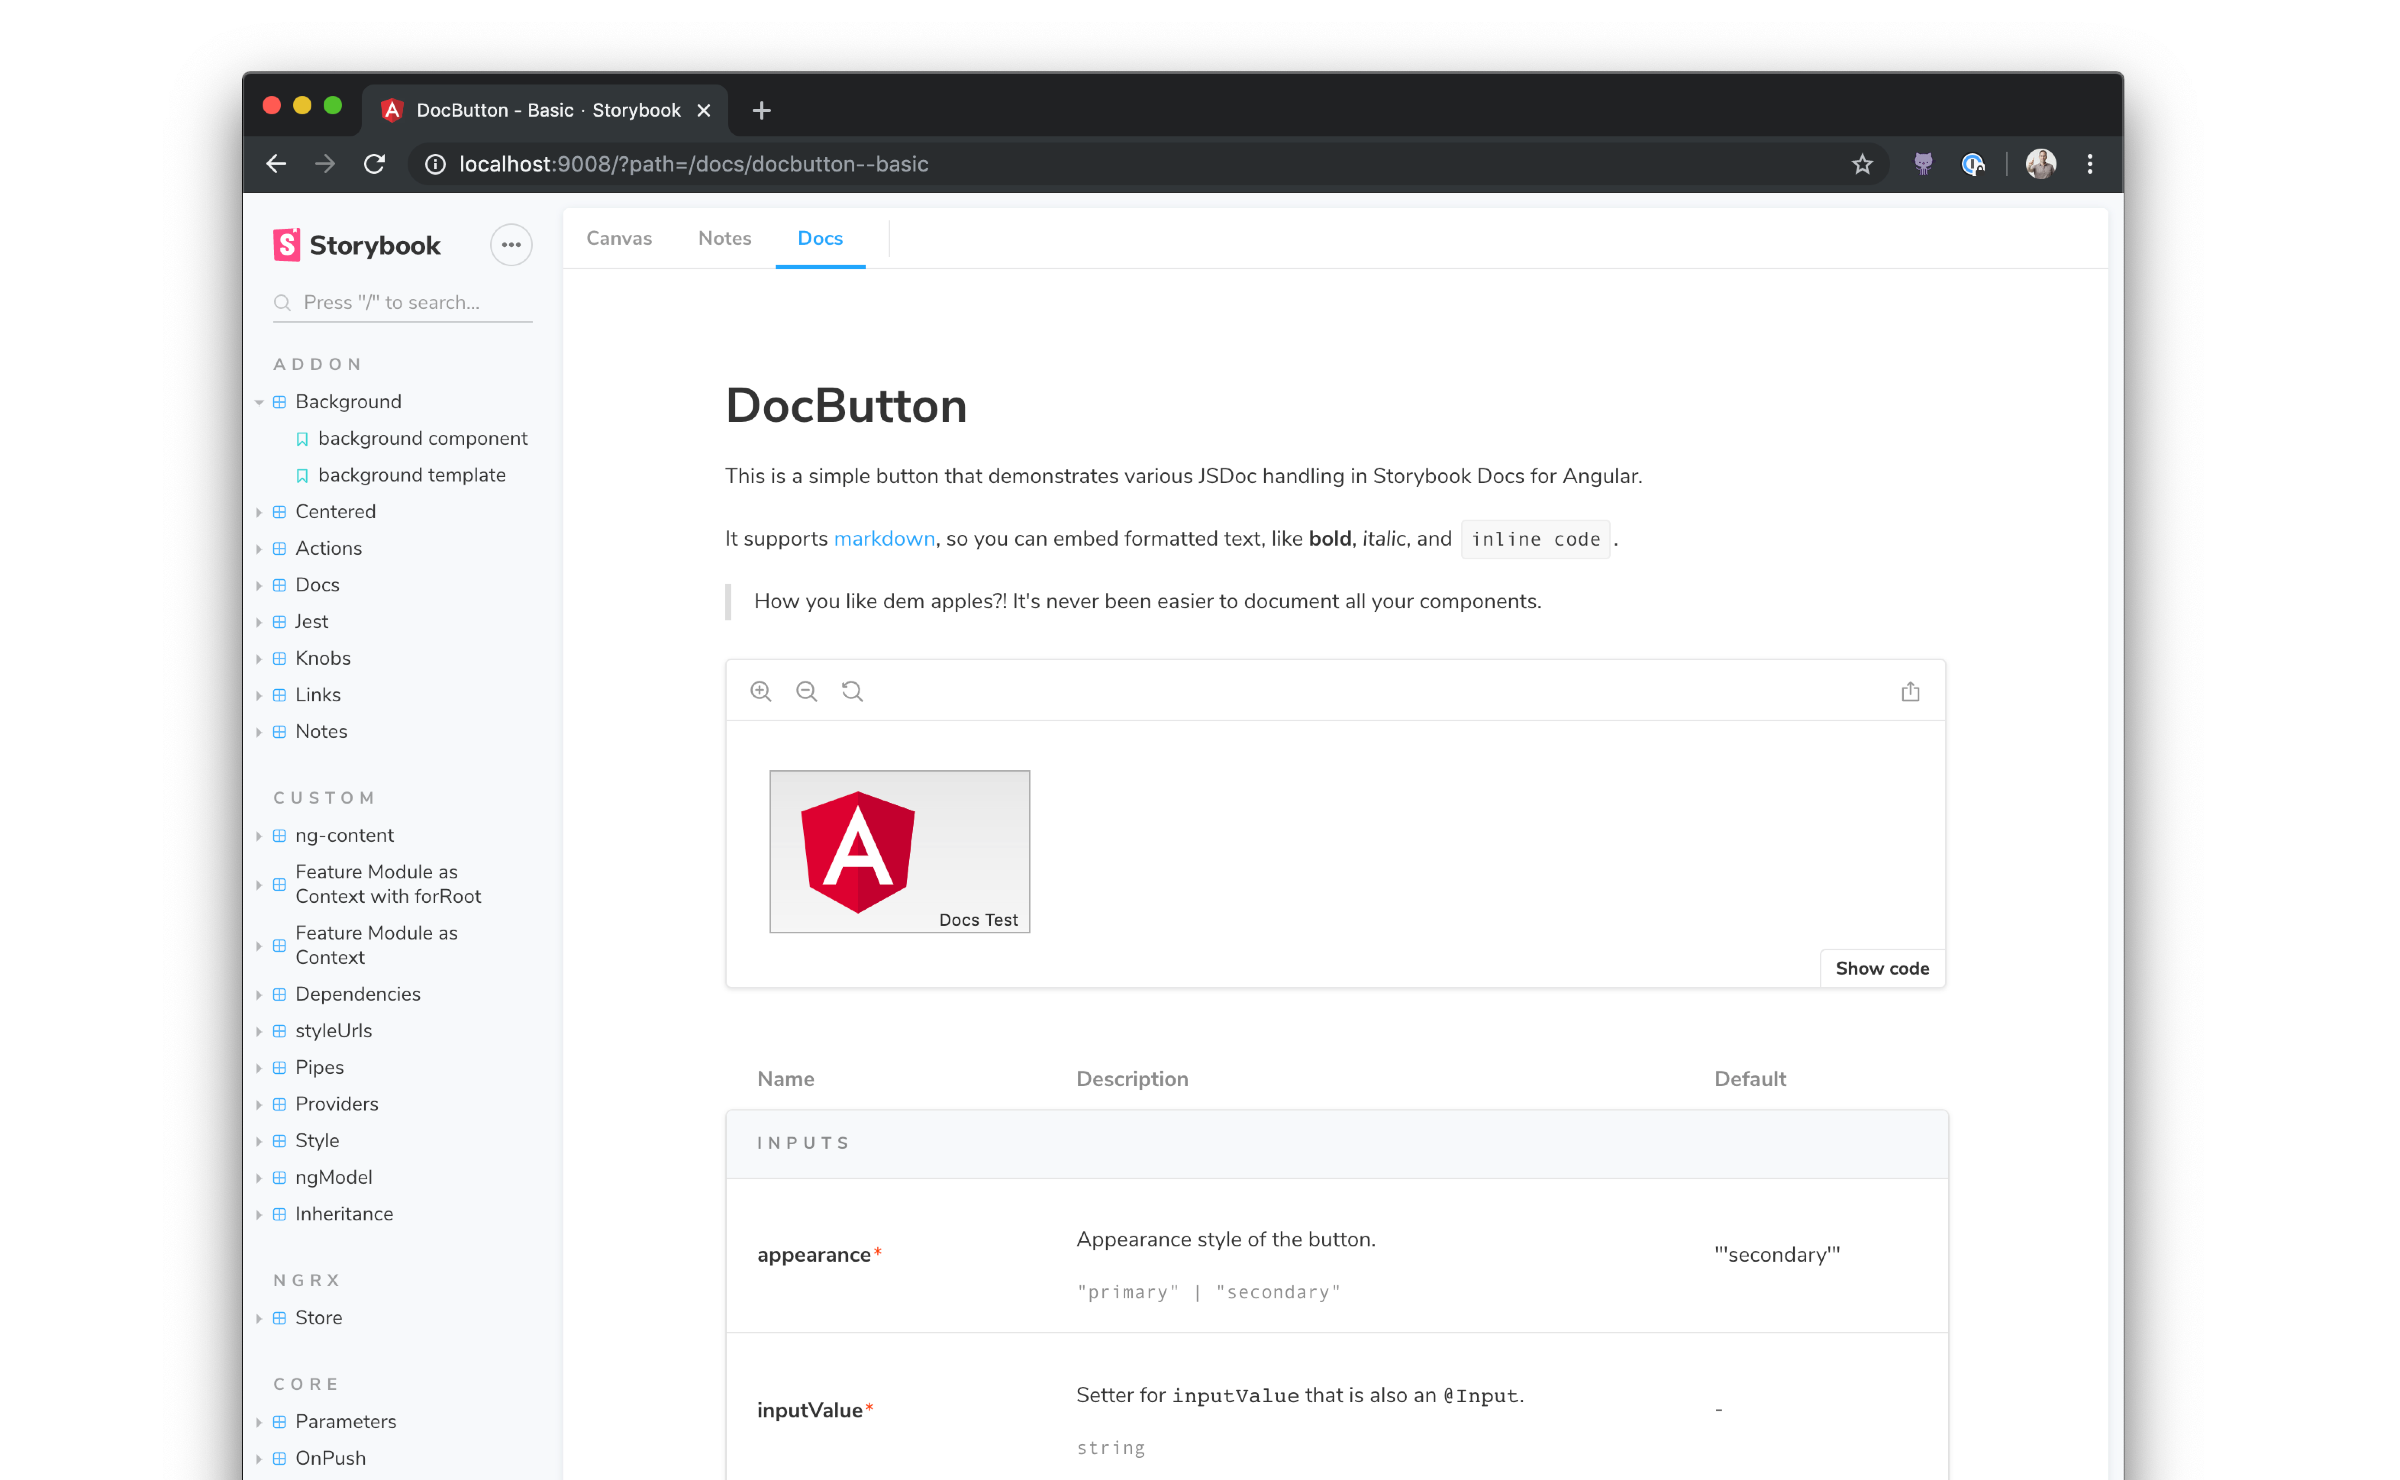 DocButton - Basic · Storybook
localhost:9008/?path=/docs/docbutton--basic
Storybook
Press "/" to search...
ADDON
Background
background component
background template
Centered
Actions
Docs
Jest
Knobs
Links
Notes
CUSTOM
ng-content
Feature Module as
Context with forRoot
Feature Module as
Context
Dependencies
styleUrls
Pipes
Providers
Style
ngModel
Inheritance
NGRX
Store
CORE
Parameters
OnPush
Canvas Notes Docs
DocButton
This is a simple button that demonstrates various JSDoc handling in Storybook Docs for Angular.
It supports markdown, so you can embed formatted text, like bold, italic, and inline code .
How you like dem apples?! It's never been easier to document all your components.
Docs Test
Show code
Name Description Default
INPUTS
Appearance style of the button.
appearance* "'secondary'"
"primary" | "secondary"
Setter for inputValue that is also an @Input.
inputValue* -
string